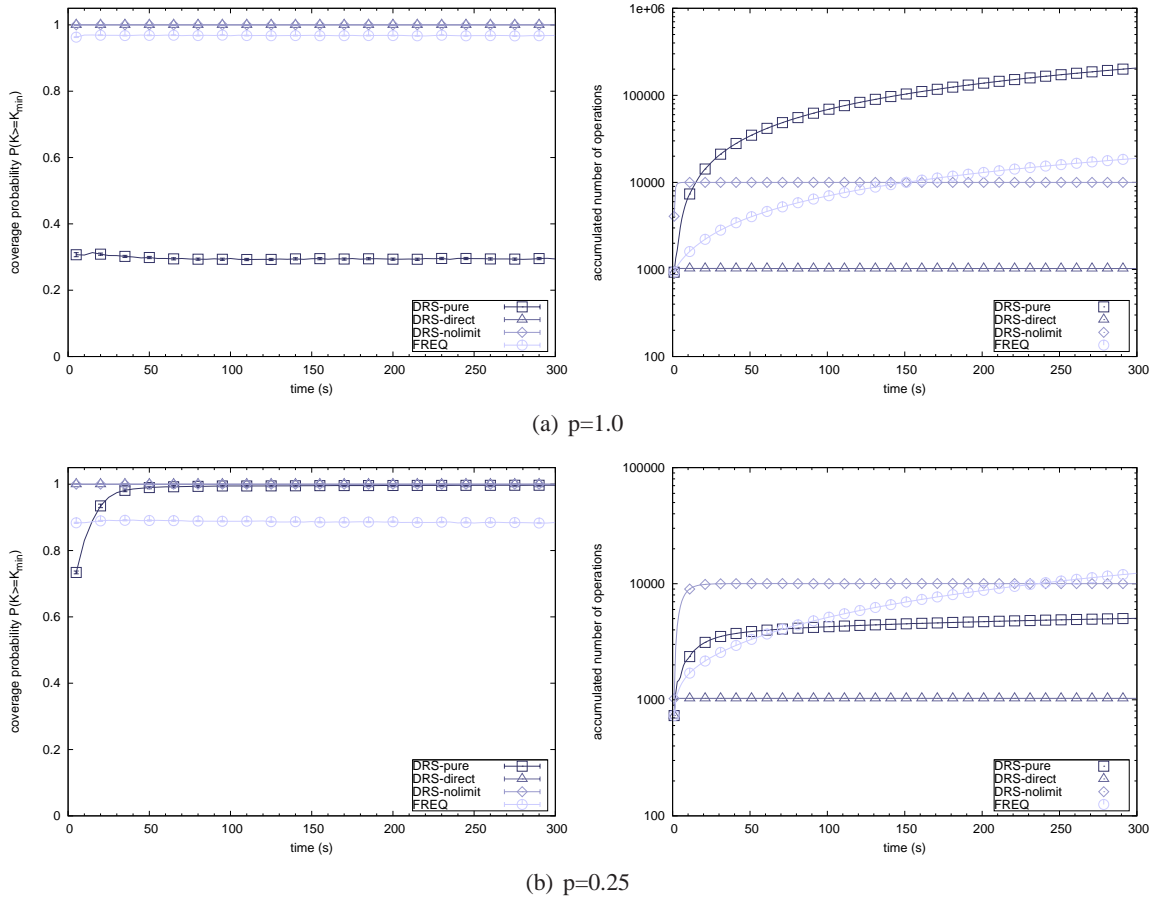 coverage probability P(K>=Kmin)
1
0.8
0.6
0.4
0.2
0
0 50 100 150 200 250 300
time (s)
DRS-pure
DRS-direct
DRS-nolimit
FREQ
accumulated number of operations
1e+06
100000
10000
1000
100
0 50 100 150 200 250 300
time (s)
DRS-pure
DRS-direct
DRS-nolimit
FREQ
(a) p=1.0
coverage probability P(K>=Kmin)
1
0.8
0.6
0.4
0.2
0
0 50 100 150 200 250 300
time (s)
DRS-pure
DRS-direct
DRS-nolimit
FREQ
accumulated number of operations
100000
10000
1000
100
0 50 100 150 200 250 300
time (s)
DRS-pure
DRS-direct
DRS-nolimit
FREQ
(b) p=0.25